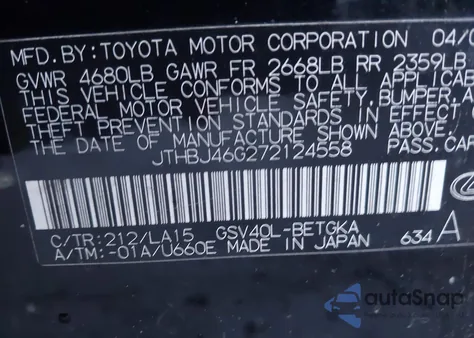 MFD.BY:TOYOTA MOTOR CORPORATION 04/0
GVWR 4680LB GAWR FR 2668LB RR 2359LB
THIS VEHICLE CONFORMS TO ALL APPLICA
FEDERAL MOTOR VEHICLE SAFETY, BUMPER, A
THEFT PREVENTION STANDARDS IN EFFECT
THE DATE OF MANUFACTURE SHOWN ABOVE.
JTHBJ46G272124558 PASS.CAR
C/TR:212/LA15 GSV40L-BETGKA
A/TM:-01A/U660E MADE IN JAPAN 634 A
autoSnap